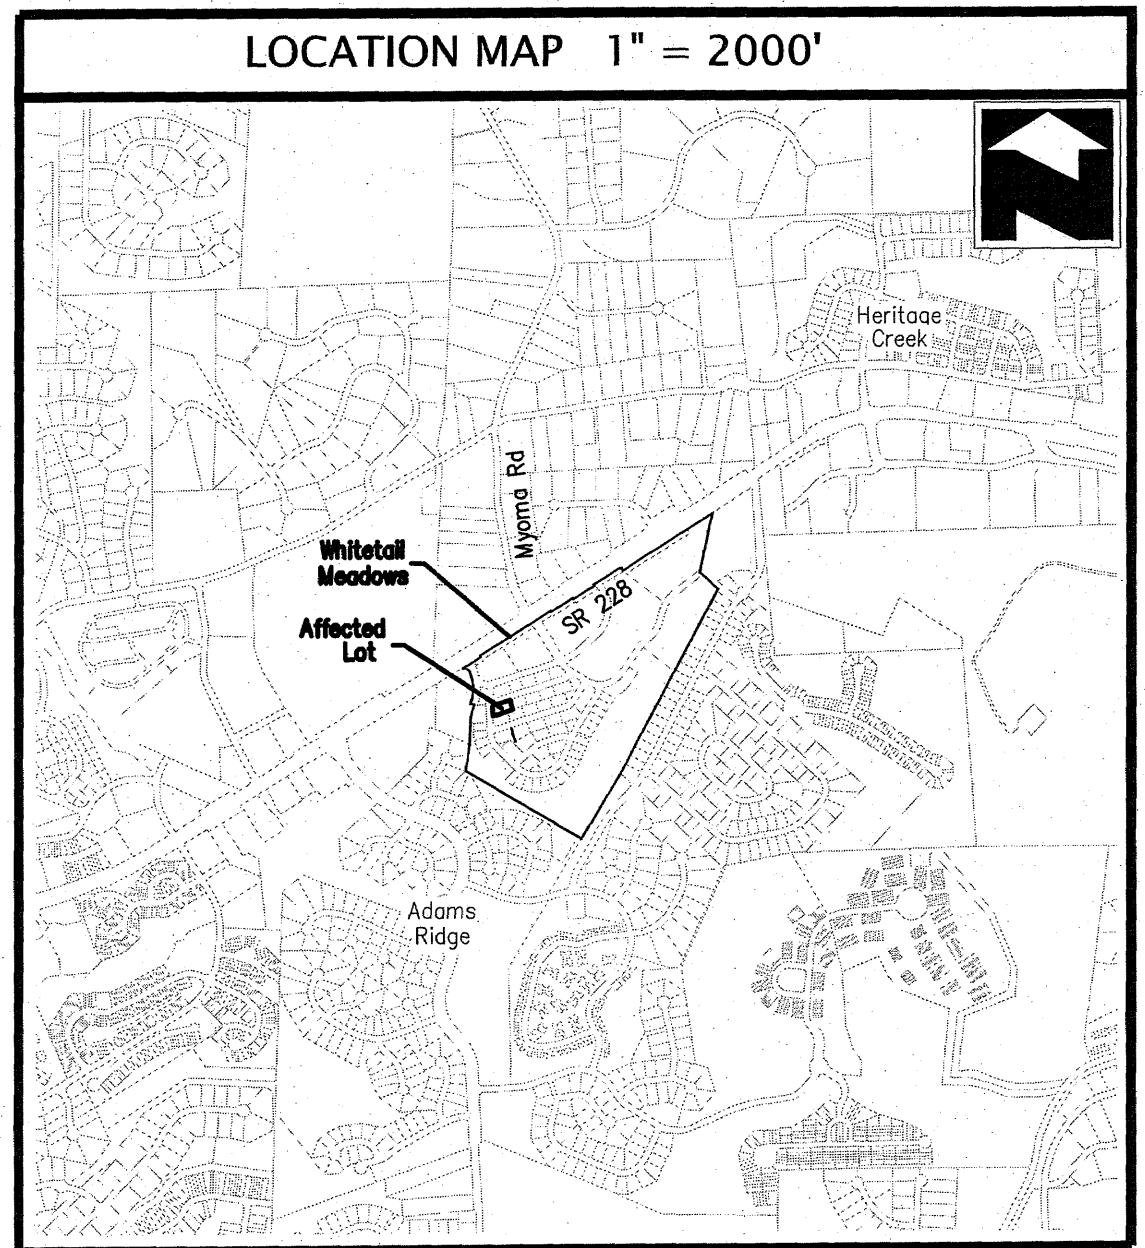 LOCATION MAP 1" = 2000'
N
Heritage
Creek
Myoma Rd
Whitetail
Meadows
SR 228
Affected
Lot
Adams
Ridge